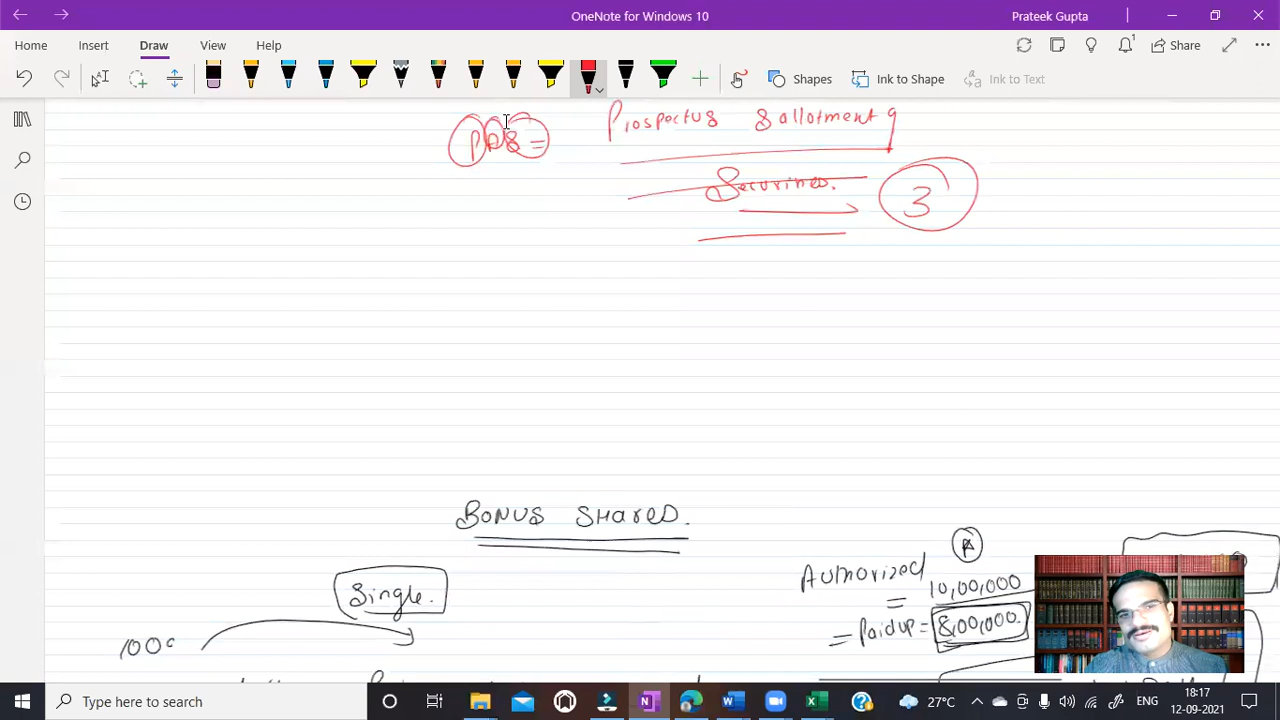 OneNote for Windows 10
Prateek Gupta
Home Insert Draw View Help
Share
Shapes
Ink to Shape
Ink to Text
PAS = Prospectus & allotment of
Securities.
3
BONUS SHARES.
Single.
100
A
Authorized 10,00,000
= Paidup = 8,00,000.
Type here to search
27°C
ENG
18:17
12-09-2021